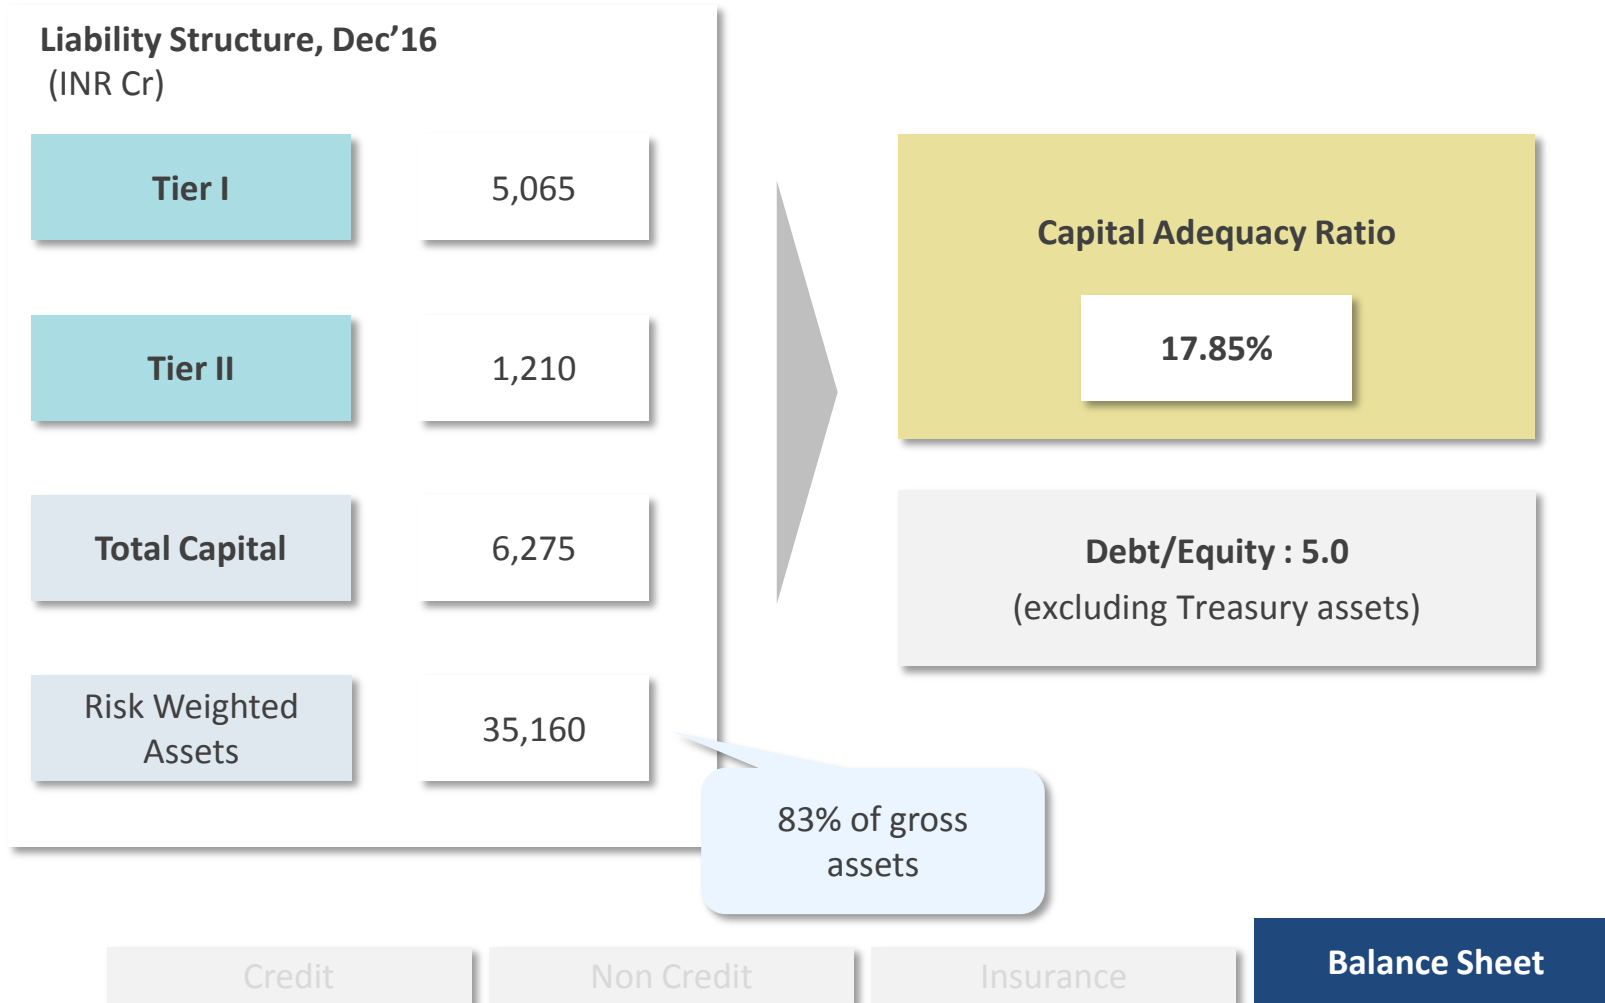 Liability Structure, Dec’16
(INR Cr)
Tier I
5,065
Tier II
1,210
Total Capital
6,275
Risk Weighted
Assets
35,160
83% of gross
assets
Capital Adequacy Ratio
17.85%
Debt/Equity : 5.0
(excluding Treasury assets)
Credit
Non Credit
Insurance
Balance Sheet